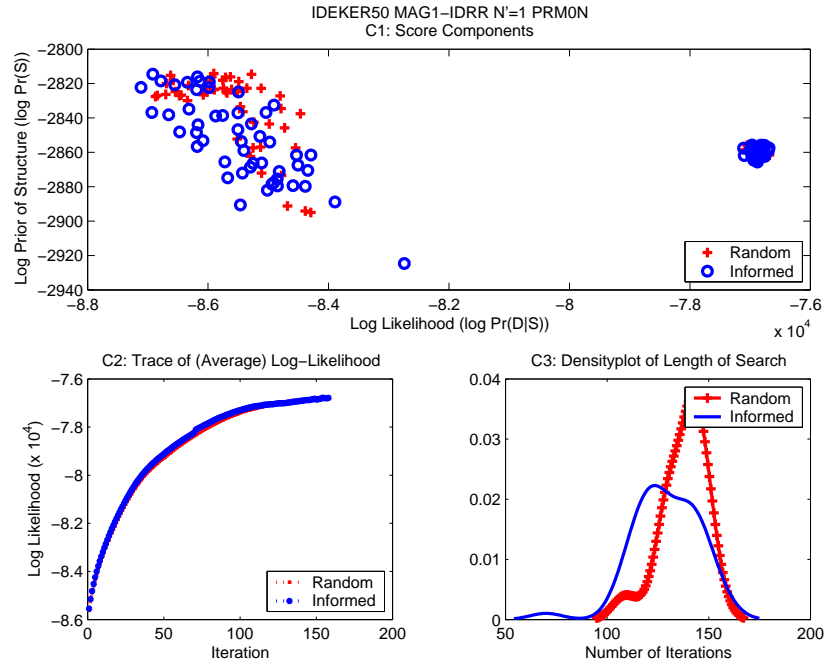 IDEKER50 MAG1−IDRR N'=1 PRM0N
C1: Score Components
Log Prior of Structure (log Pr(S))
−2800
−2820
−2840
−2860
−2880
−2900
−2920
−2940
−8.8 −8.6 −8.4 −8.2 −8 −7.8 −7.6
Log Likelihood (log Pr(D|S))
x 10^4
Random
Informed
C2: Trace of (Average) Log−Likelihood
Log Likelihood (x 10^4)
−7.6
−7.8
−8
−8.2
−8.4
−8.6
0 50 100 150 200
Iteration
Random
Informed
C3: Densityplot of Length of Search
0.04
0.03
0.02
0.01
0
50 100 150 200
Number of Iterations
Random
Informed